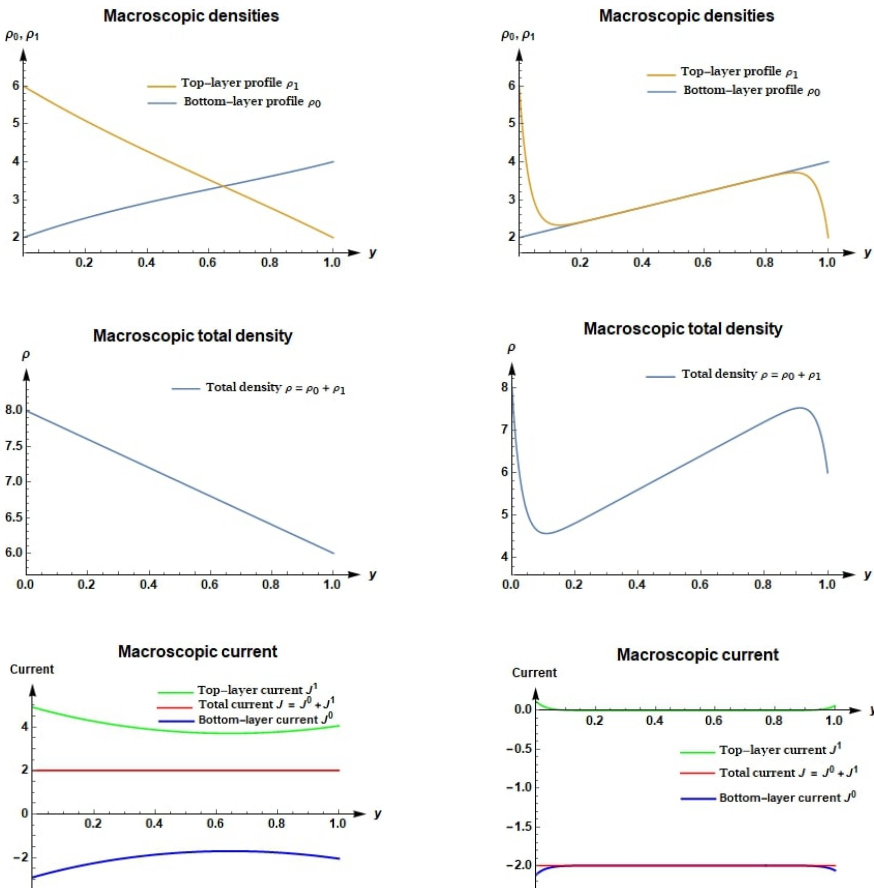 Macroscopic densities
ρ0, ρ1
Top–layer profile ρ1
Bottom–layer profile ρ0
6
5
4
3
2
0.2 0.4 0.6 0.8 1.0 y
Macroscopic densities
ρ0, ρ1
Top–layer profile ρ1
Bottom–layer profile ρ0
6
5
4
3
2
0.2 0.4 0.6 0.8 1.0 y
Macroscopic total density
ρ
Total density ρ = ρ0 + ρ1
8.0
7.5
7.0
6.5
6.0
0.0 0.2 0.4 0.6 0.8 1.0 y
Macroscopic total density
ρ
Total density ρ = ρ0 + ρ1
8
7
6
5
4
0.0 0.2 0.4 0.6 0.8 1.0 y
Macroscopic current
Current
Top–layer current J1
Total current J = J0 + J1
Bottom–layer current J0
4
2
0
−2
0.2 0.4 0.6 0.8 1.0 y
Macroscopic current
Current
0.0
0.2 0.4 0.6 0.8 1.0 y
−0.5
−1.0
−1.5
−2.0
Top–layer current J1
Total current J = J0 + J1
Bottom–layer current J0